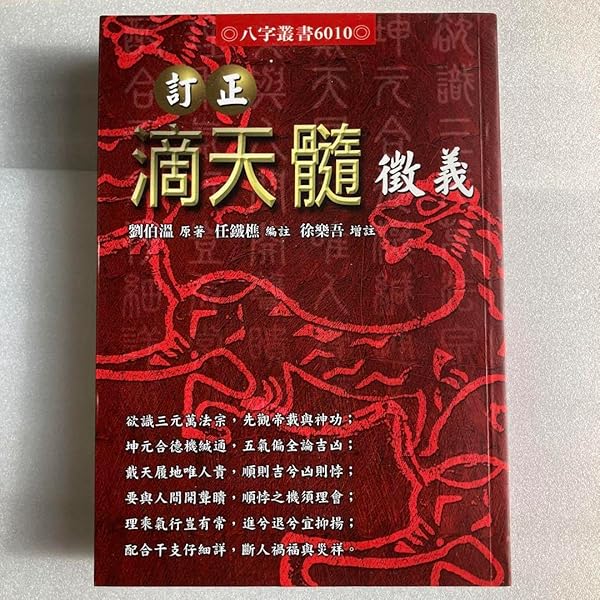 ◎八字叢書6010◎
訂正
滴天髓徵義
劉伯溫 原著 任鐵樵 編註 徐樂吾 增註
欲識三元萬法宗，先觀帝載與神功；
坤元合德機緘通，五氣偏全論吉凶；
戴天履地唯人貴，順則吉兮凶則悖；
要與人間開聾聵，順悖之機須理會；
理乘氣行豈有常，進兮退兮宜抑揚；
配合干支仔細詳，斷人禍福與災祥。